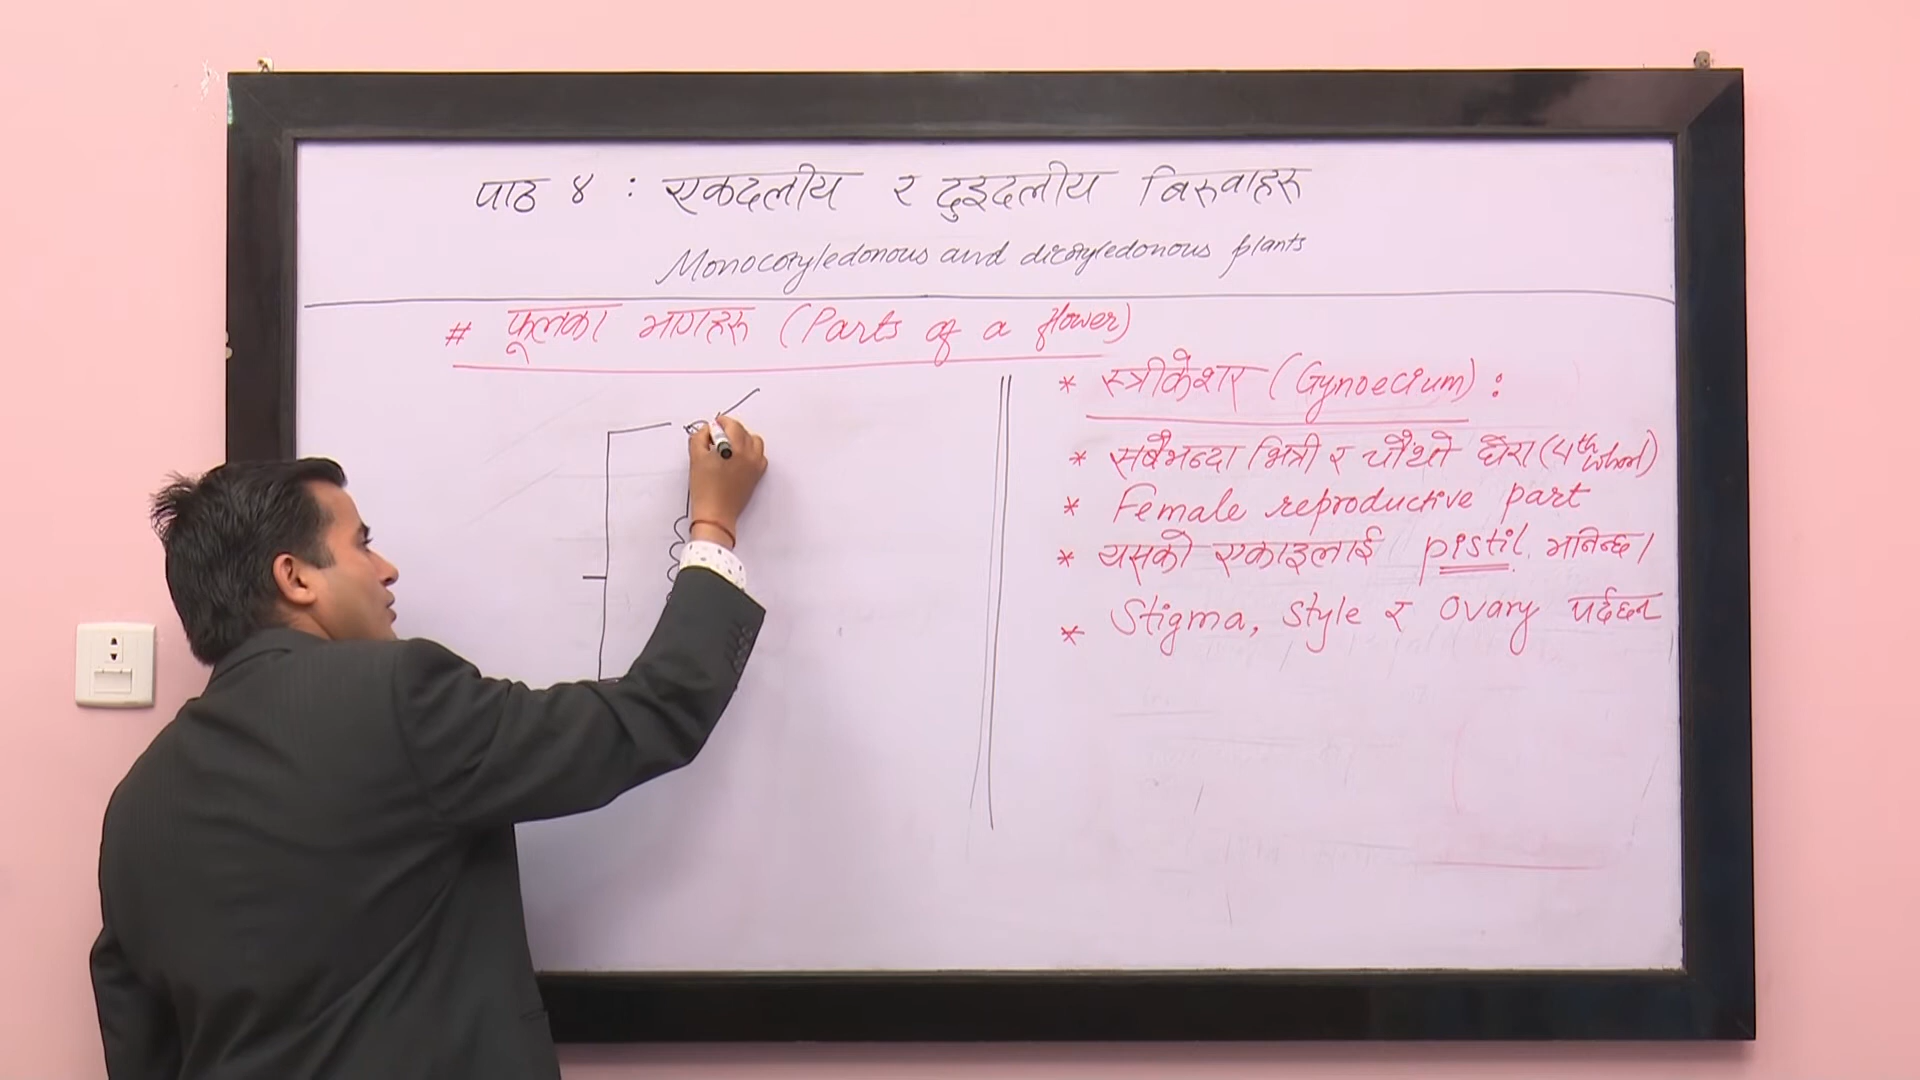 पाठ ४ : एकदलीय र दुइदलीय बिरुवाहरु
Monocotyledonous and dicotyledonous plants
# फूलका भागहरु (Parts of a flower)
* स्त्रीकेशर (Gynoecium) :
* सबैभन्दा भित्री र चौथो घेरा (4th whorl)
* Female reproductive part
* यसको एकाइलाई pistil भनिन्छ।
* Stigma, Style र Ovary पर्दछन